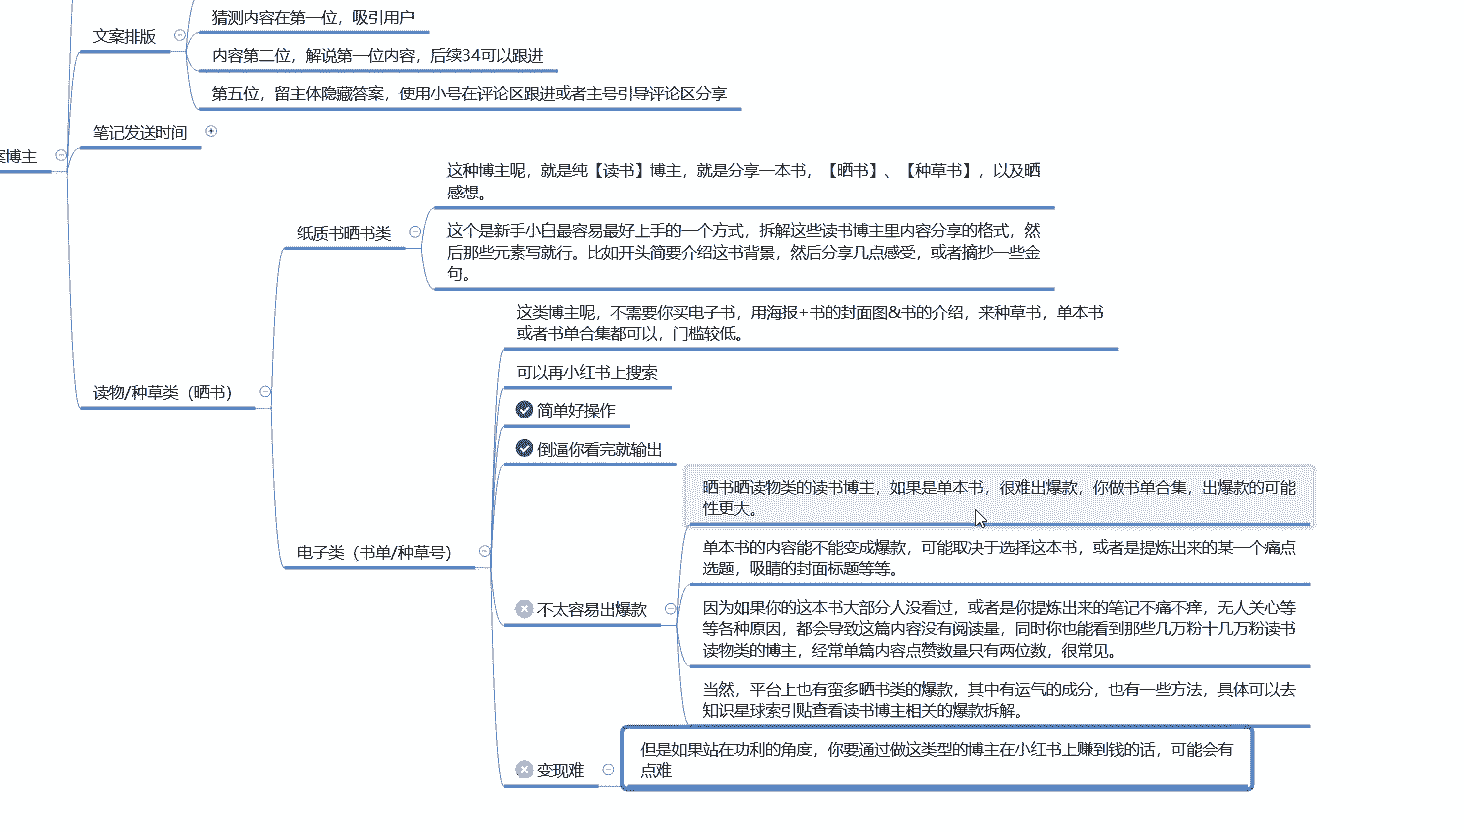 猜测内容在第一位，吸引用户
文案排版
内容第二位，解说第一位内容，后续34可以跟进
第五位，留主体隐藏答案，使用小号在评论区跟进或者主号引导评论区分享
笔记发送时间
案博主
这种博主呢，就是纯【读书】博主，就是分享一本书，【晒书】、【种草书】，以及晒
感想。
纸质书晒书类
这个是新手小白最容易最好上手的一个方式，拆解这些读书博主里内容分享的格式，然
后那些元素写就行。比如开头简要介绍这书背景，然后分享几点感受，或者摘抄一些金
句。
这类博主呢，不需要你买电子书，用海报+书的封面图&书的介绍，来种草书，单本书
或者书单合集都可以，门槛较低。
可以再小红书上搜索
读物/种草类（晒书）
简单好操作
倒逼你看完就输出
晒书晒读物类的读书博主，如果是单本书，很难出爆款，你做书单合集，出爆款的可能
性更大。
电子类（书单/种草号）
单本书的内容能不能变成爆款，可能取决于选择这本书，或者是提炼出来的某一个痛点
选题，吸睛的封面标题等等。
不太容易出爆款
因为如果你的这本书大部分人没看过，或者是你提炼出来的笔记不痛不痒，无人关心等
等各种原因，都会导致这篇内容没有阅读量，同时你也能看到那些几万粉十几万粉读书
读物类的博主，经常单篇内容点赞数量只有两位数，很常见。
当然，平台上也有蛮多晒书类的爆款，其中有运气的成分，也有一些方法，具体可以去
知识星球索引贴查看读书博主相关的爆款拆解。
变现难
但是如果站在功利的角度，你要通过做这类型的博主在小红书上赚到钱的话，可能会有
点难